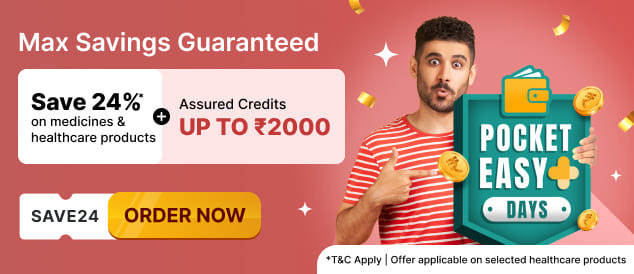 Max Savings Guaranteed
Save 24%*
on medicines &
healthcare products
+
Assured Credits
UP TO ₹2000
SAVE24
ORDER NOW
POCKET
EASY
DAYS
*T&C Apply | Offer applicable on selected healthcare products